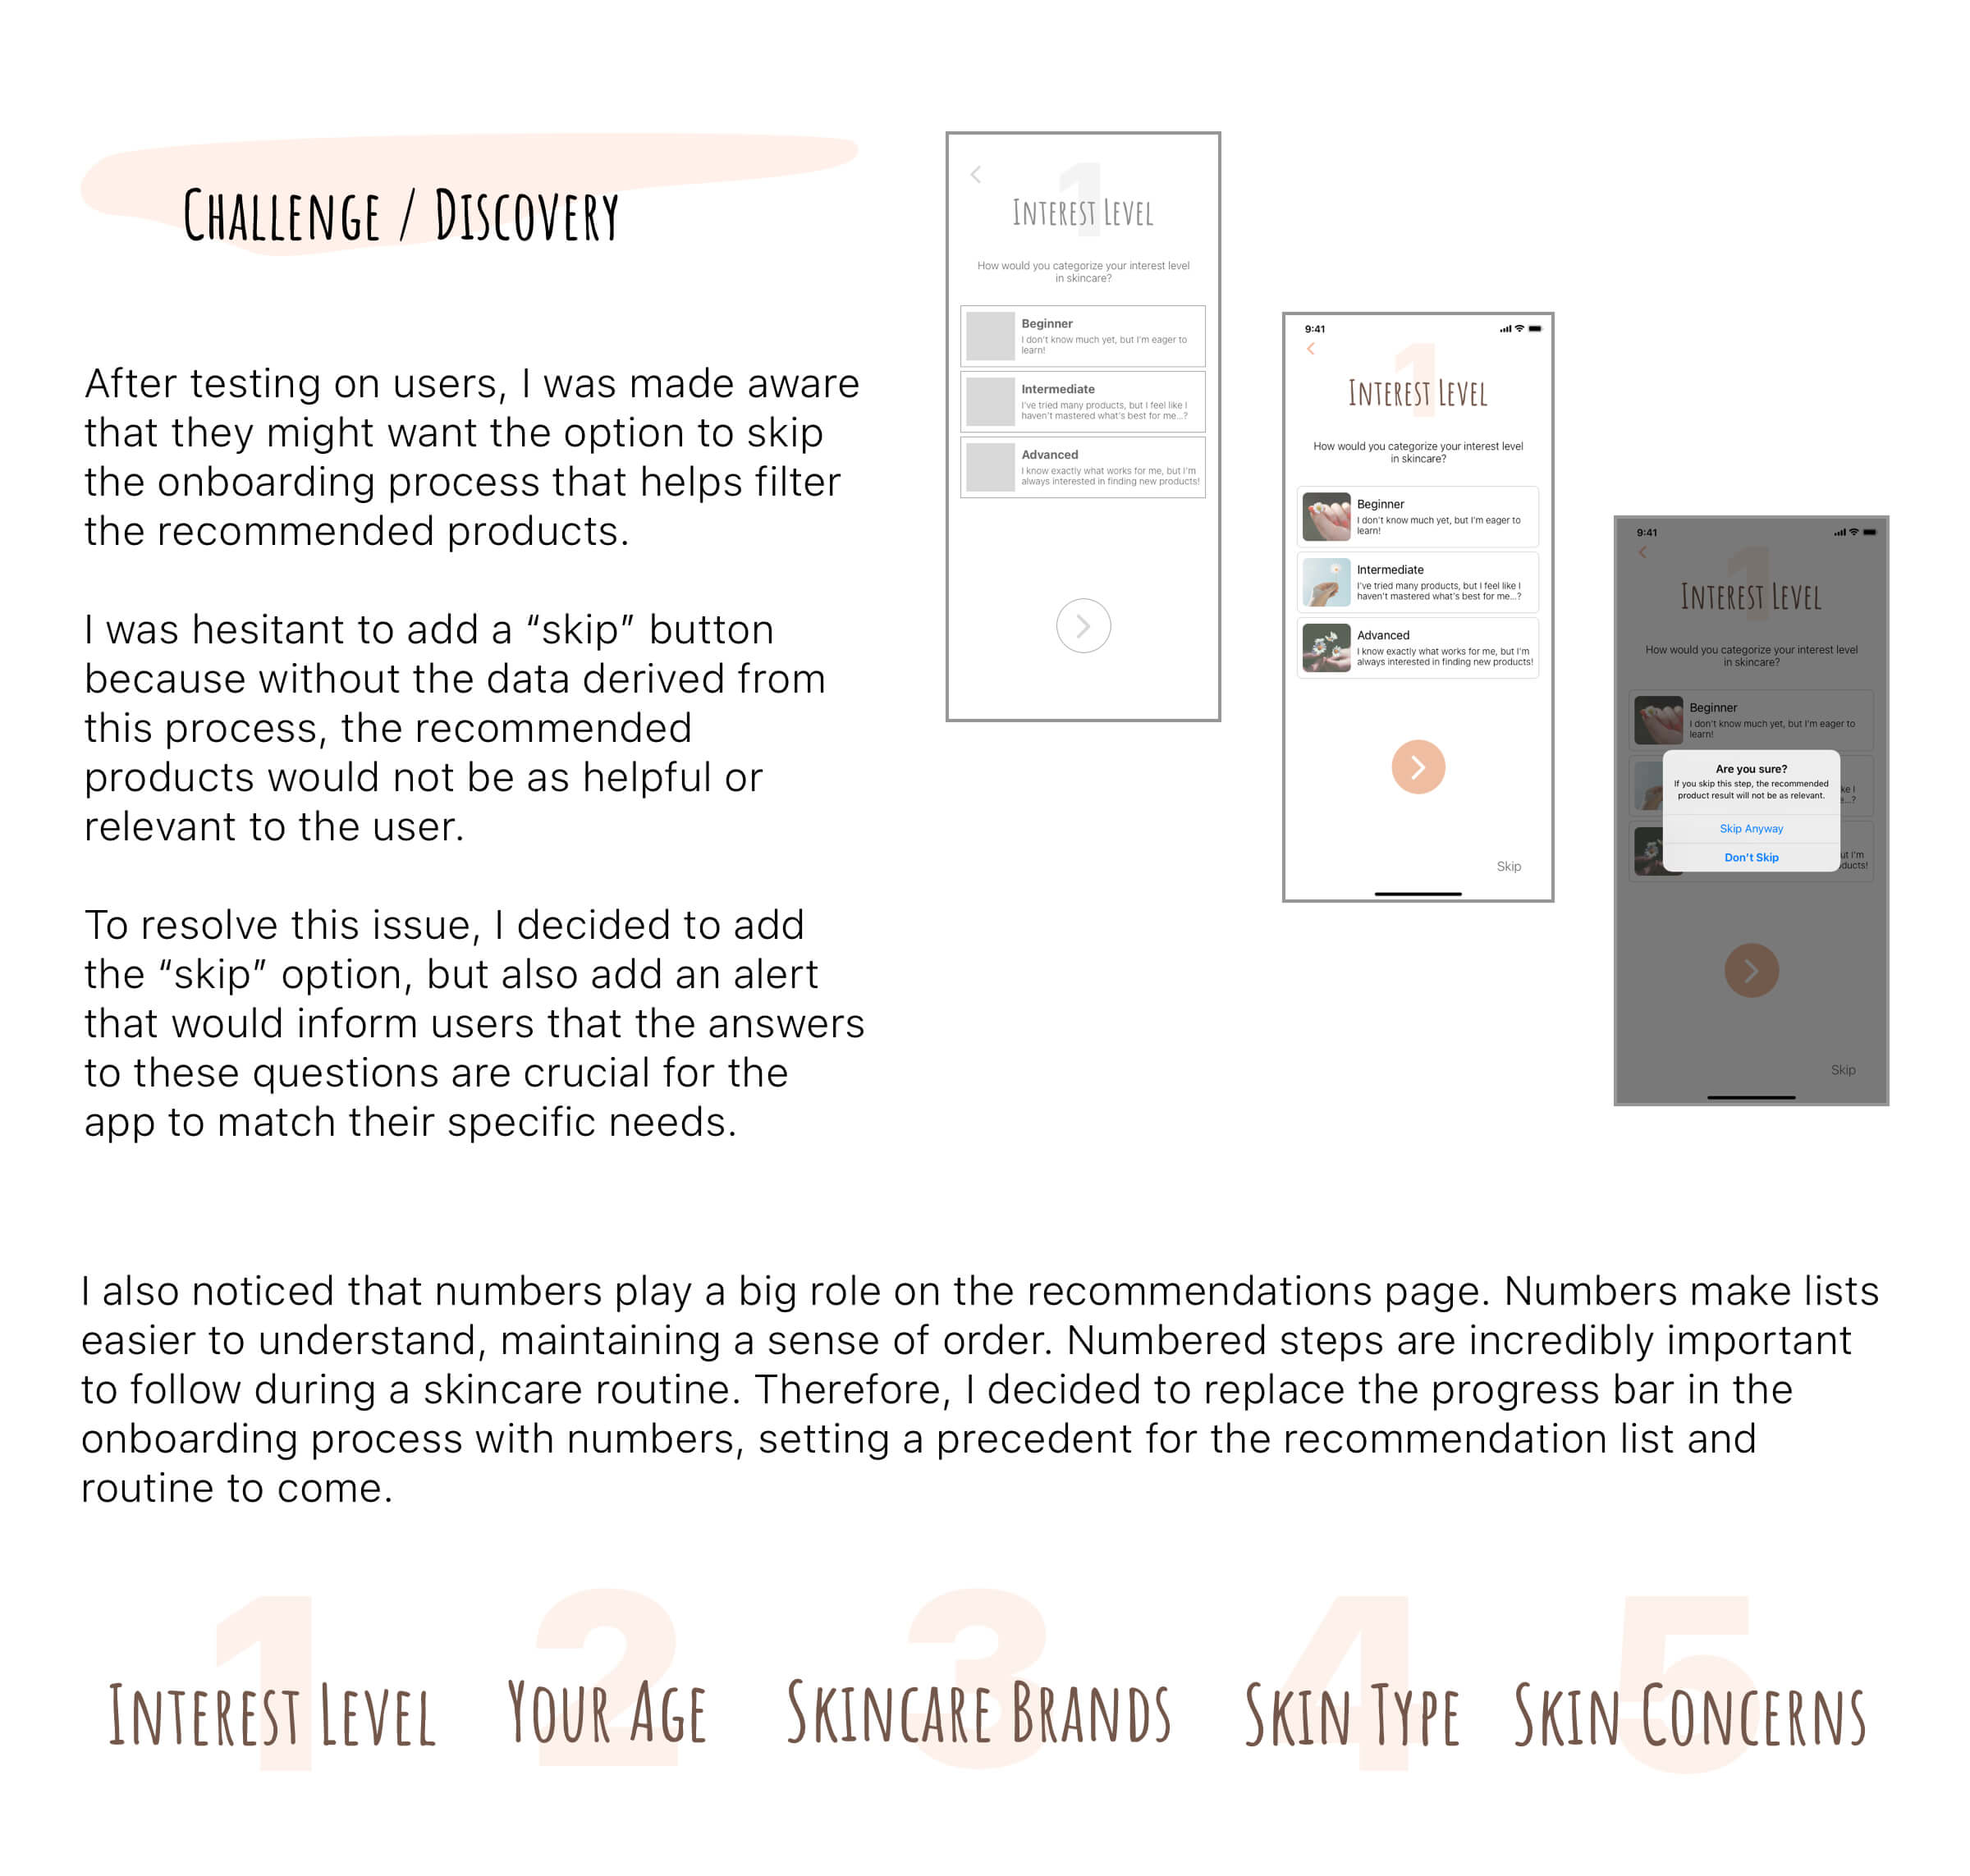 Challenge / Discovery
After testing on users, I was made aware
that they might want the option to skip
the onboarding process that helps filter
the recommended products.
I was hesitant to add a “skip” button
because without the data derived from
this process, the recommended
products would not be as helpful or
relevant to the user.
To resolve this issue, I decided to add
the “skip” option, but also add an alert
that would inform users that the answers
to these questions are crucial for the
app to match their specific needs.
1
Interest Level
How would you categorize your interest level
in skincare?
Beginner
I don't know much yet, but I'm eager to
learn!
Intermediate
I've tried many products, but I feel like I
haven't mastered what's best for me...?
Advanced
I know exactly what works for me, but I'm
always interested in finding new products!
9:41
1
Interest Level
How would you categorize your interest level
in skincare?
Beginner
I don't know much yet, but I'm eager to
learn!
Intermediate
I've tried many products, but I feel like I
haven't mastered what's best for me...?
Advanced
I know exactly what works for me, but I'm
always interested in finding new products!
Skip
9:41
1
Interest Level
How would you categorize your interest level
in skincare?
Beginner
I don't know much yet, but I'm eager to
learn!
Are you sure?
If you skip this step, the recommended
product result will not be as relevant.
Skip Anyway
Don't Skip
ke I
e...?
ut I'm
ducts!
Skip
I also noticed that numbers play a big role on the recommendations page. Numbers make lists
easier to understand, maintaining a sense of order. Numbered steps are incredibly important
to follow during a skincare routine. Therefore, I decided to replace the progress bar in the
onboarding process with numbers, setting a precedent for the recommendation list and
routine to come.
1
Interest Level
2
Your Age
3
Skincare Brands
4
Skin Type
5
Skin Concerns